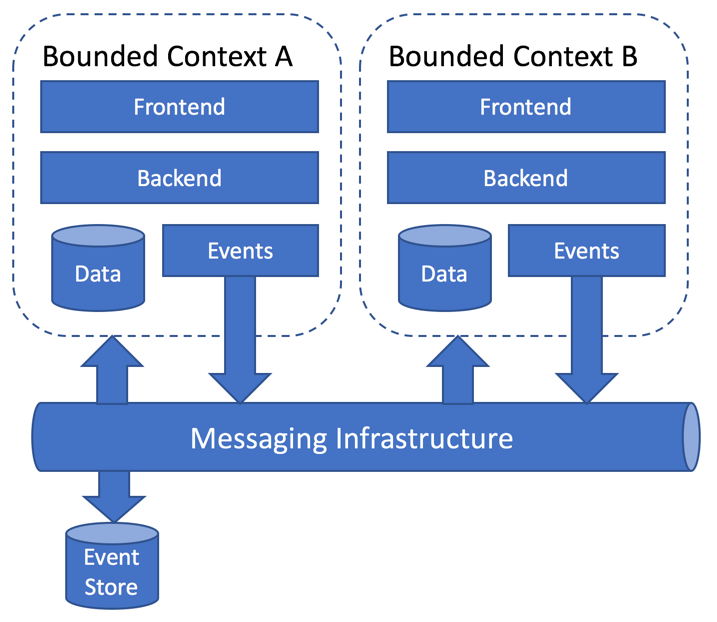 Bounded Context A
Frontend
Backend
Data
Events
Bounded Context B
Frontend
Backend
Data
Events
Messaging Infrastructure
Event
Store